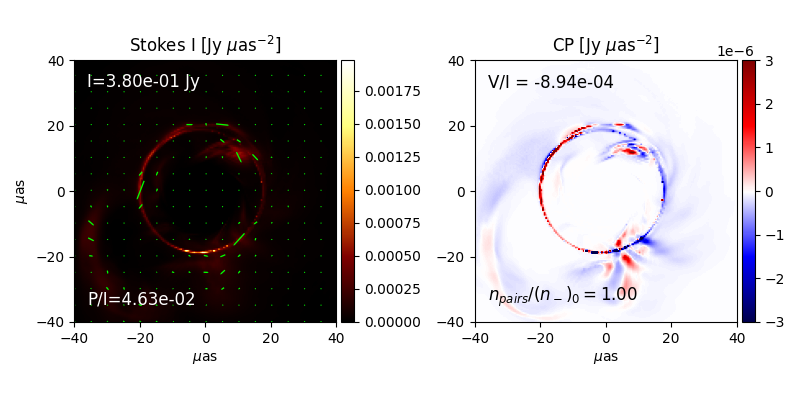 Stokes I [Jy μas⁻²]
I=3.80e-01 Jy
P/I=4.63e-02
40
20
0
−20
−40
μas
−40 −20 0 20 40
μas
0.00175
0.00150
0.00125
0.00100
0.00075
0.00050
0.00025
0.00000
CP [Jy μas⁻²]
1e-6
V/I = -8.94e-04
n_{pairs}/(n_−)_0 = 1.00
40
20
0
−20
−40
−40 −20 0 20 40
μas
3
2
1
0
−1
−2
−3